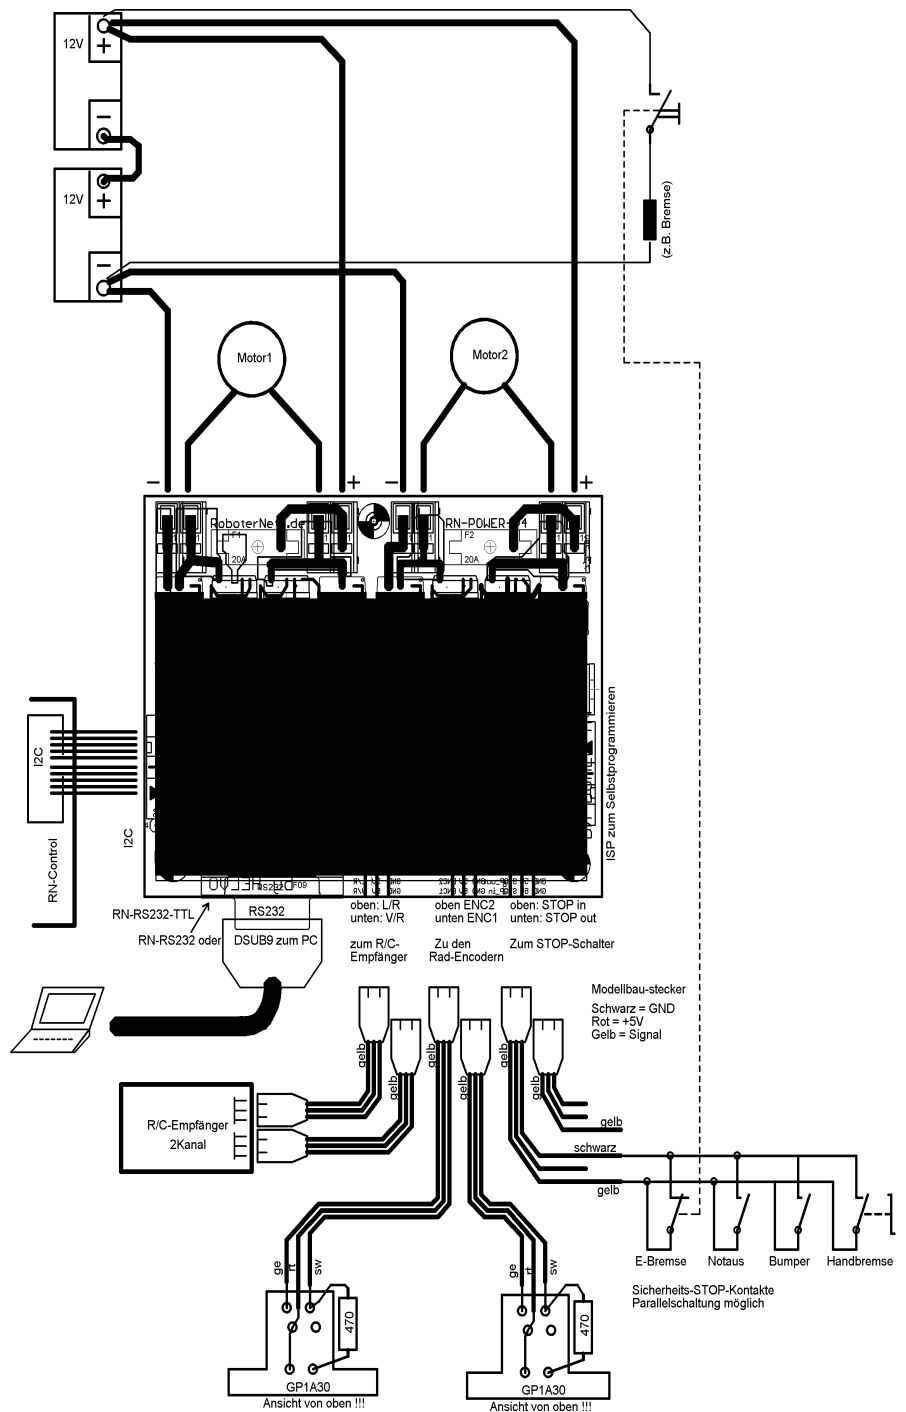 12V
+
−
12V
+
−
(z.B. Bremse)
Motor1
Motor2
−
+
−
+
RN-POWER-
F1
F2
20A
20A
I2C
RN-Control
I2C
ISP zum Selbstprogrammieren
RS232
F09
RN-RS232-TTL
RS232
RN-RS232 oder
DSUB9 zum PC
oben: L/R
unten: V/R
oben ENC2
unten ENC1
oben: STOP in
unten: STOP out
zum R/C-
Empfänger
Zu den
Rad-Encodern
Zum STOP-Schalter
Modellbau-stecker
Schwarz = GND
Rot = +5V
Gelb = Signal
gelb
gelb
gelb
gelb
gelb
gelb
R/C-Empfänger
2Kanal
gelb
schwarz
gelb
E-Bremse
Notaus
Bumper
Handbremse
Sicherheits-STOP-Kontakte
Parallelschaltung möglich
ge
rt
sw
470
GP1A30
Ansicht von oben !!!
ge
rt
sw
470
GP1A30
Ansicht von oben !!!